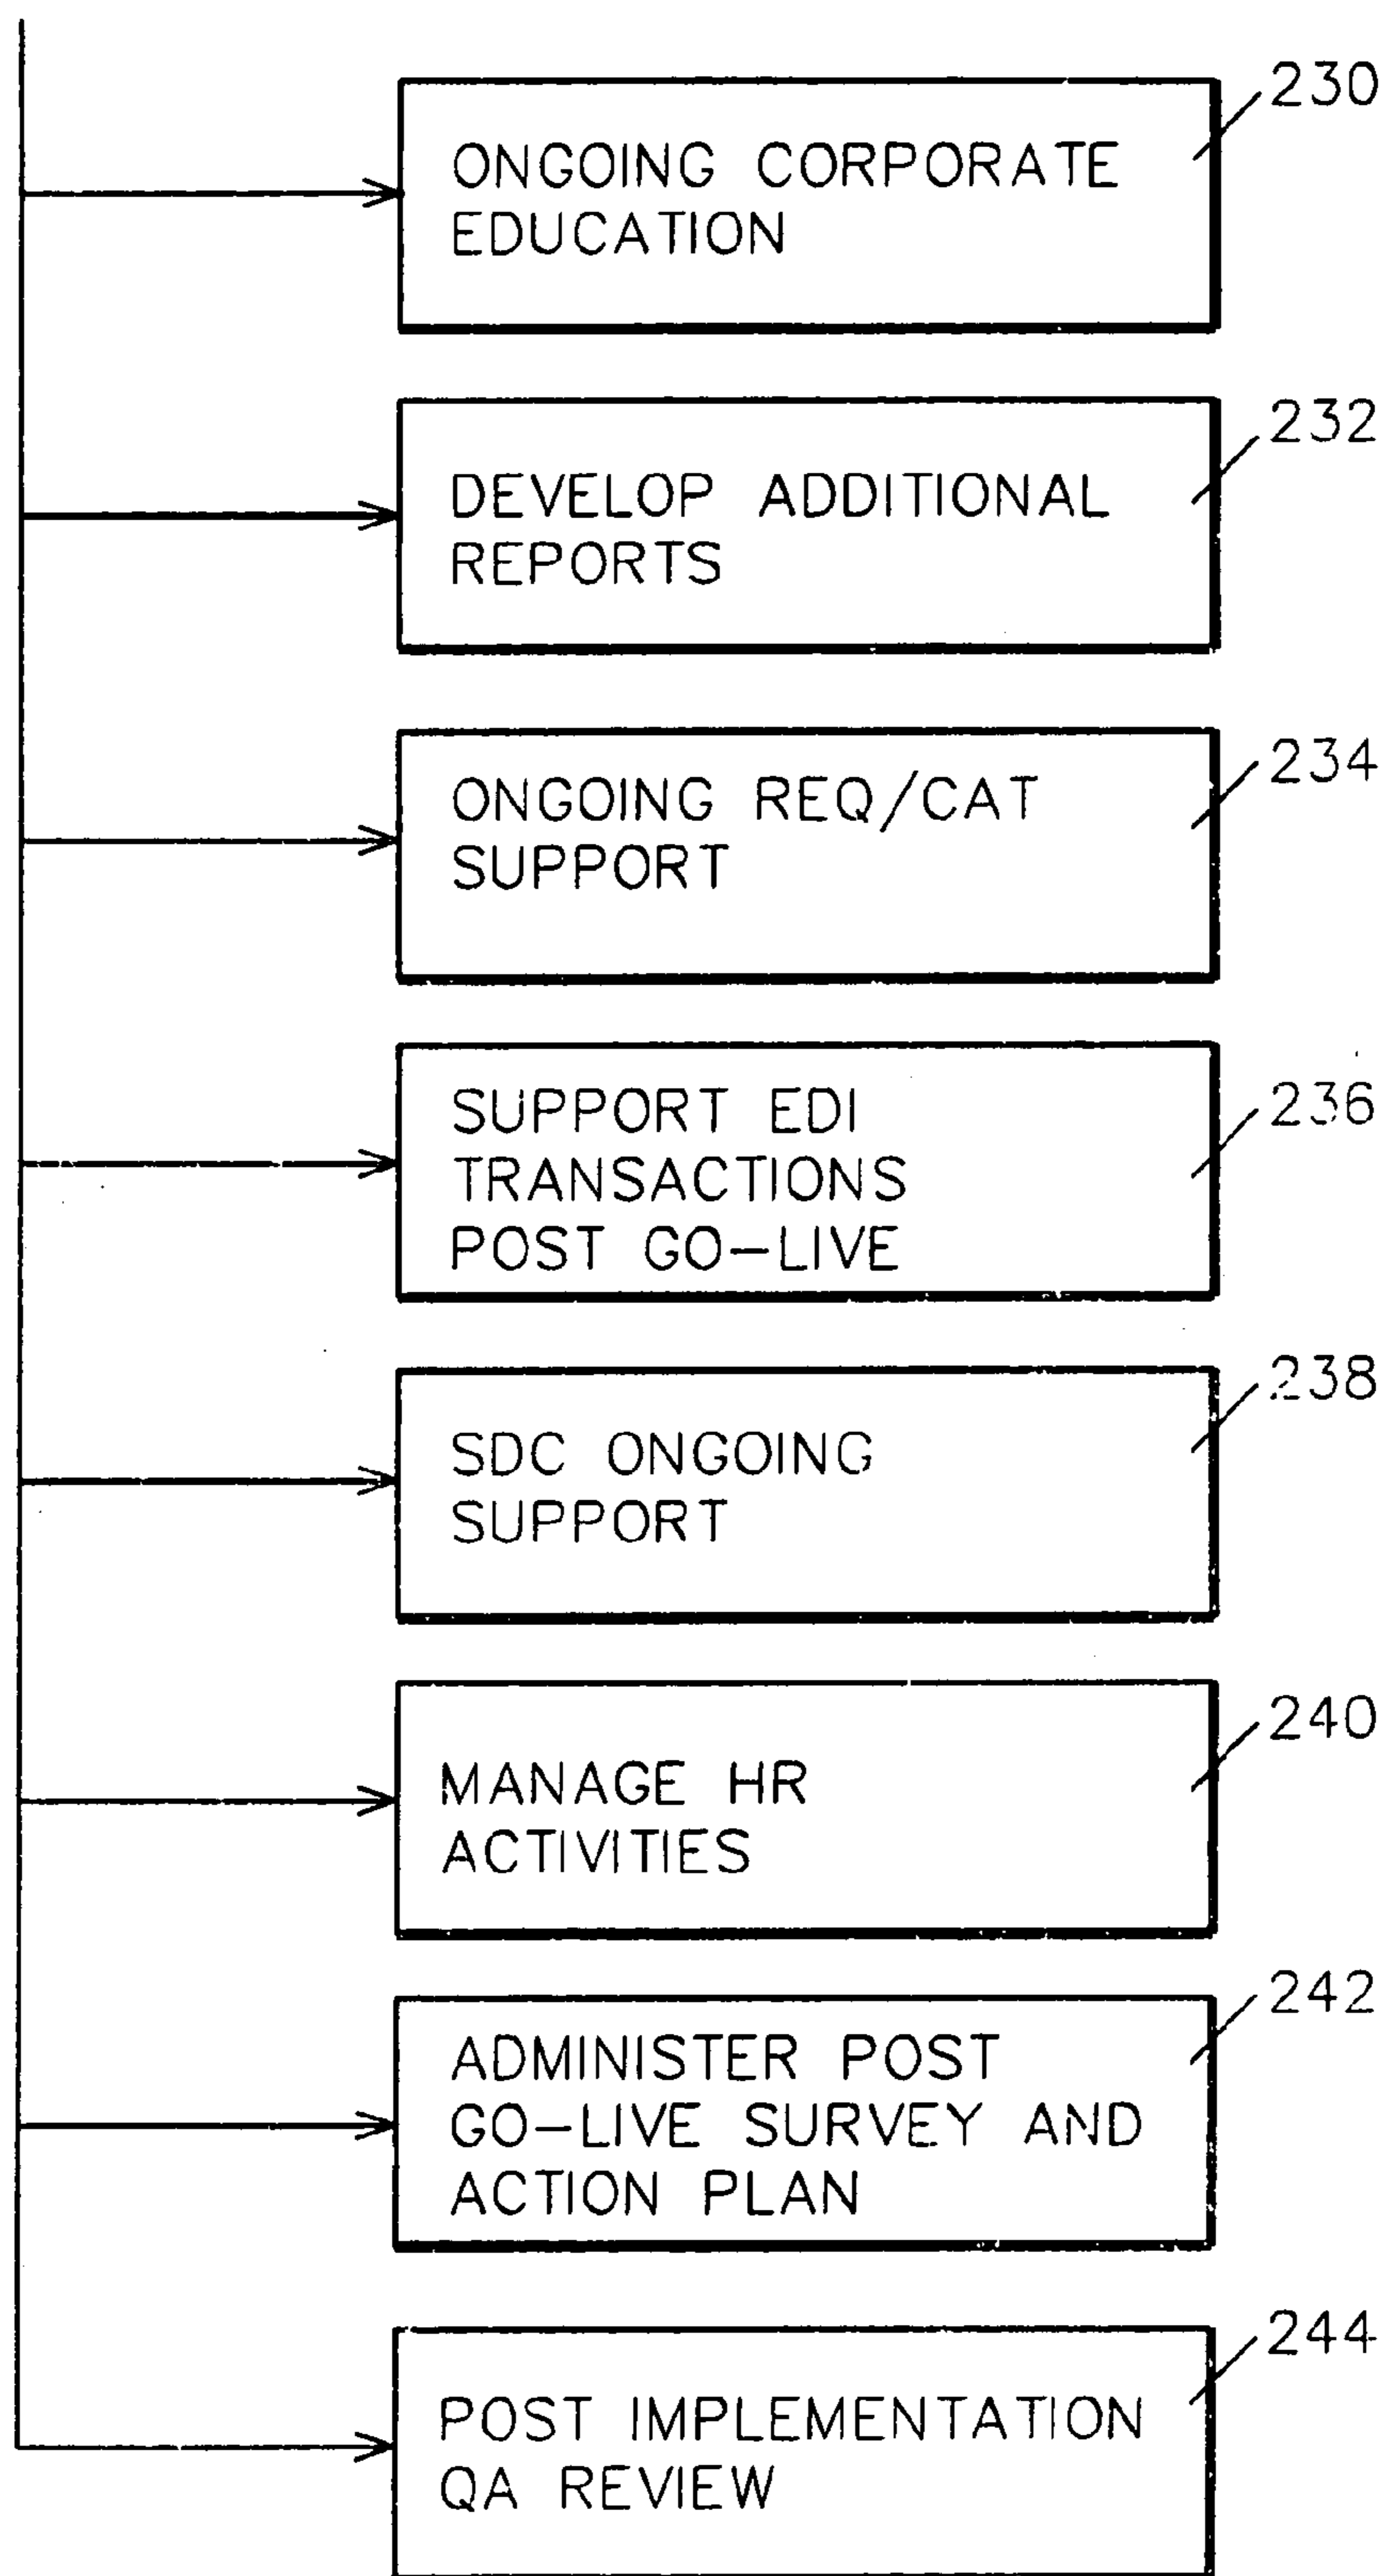 230
ONGOING CORPORATE
EDUCATION
232
DEVELOP ADDITIONAL
REPORTS
234
ONGOING REQ/CAT
SUPPORT
236
SUPPORT EDI
TRANSACTIONS
POST GO-LIVE
238
SDC ONGOING
SUPPORT
240
MANAGE HR
ACTIVITIES
242
ADMINISTER POST
GO-LIVE SURVEY AND
ACTION PLAN
244
POST IMPLEMENTATION
QA REVIEW